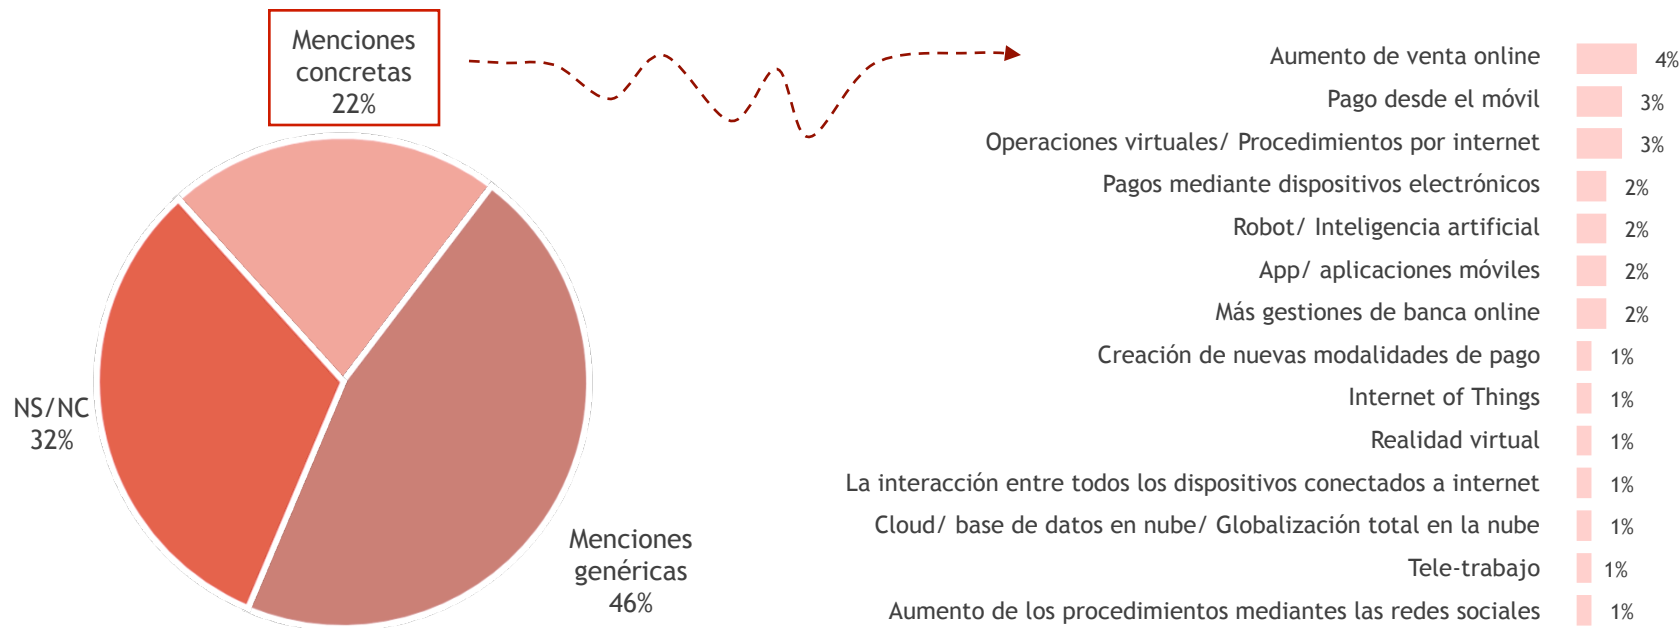 Menciones
concretas
22%
NS/NC
32%
Menciones
genéricas
46%
Aumento de venta online 4%
Pago desde el móvil 3%
Operaciones virtuales/ Procedimientos por internet 3%
Pagos mediante dispositivos electrónicos 2%
Robot/ Inteligencia artificial 2%
App/ aplicaciones móviles 2%
Más gestiones de banca online 2%
Creación de nuevas modalidades de pago 1%
Internet of Things 1%
Realidad virtual 1%
La interacción entre todos los dispositivos conectados a internet 1%
Cloud/ base de datos en nube/ Globalización total en la nube 1%
Tele-trabajo 1%
Aumento de los procedimientos mediantes las redes sociales 1%